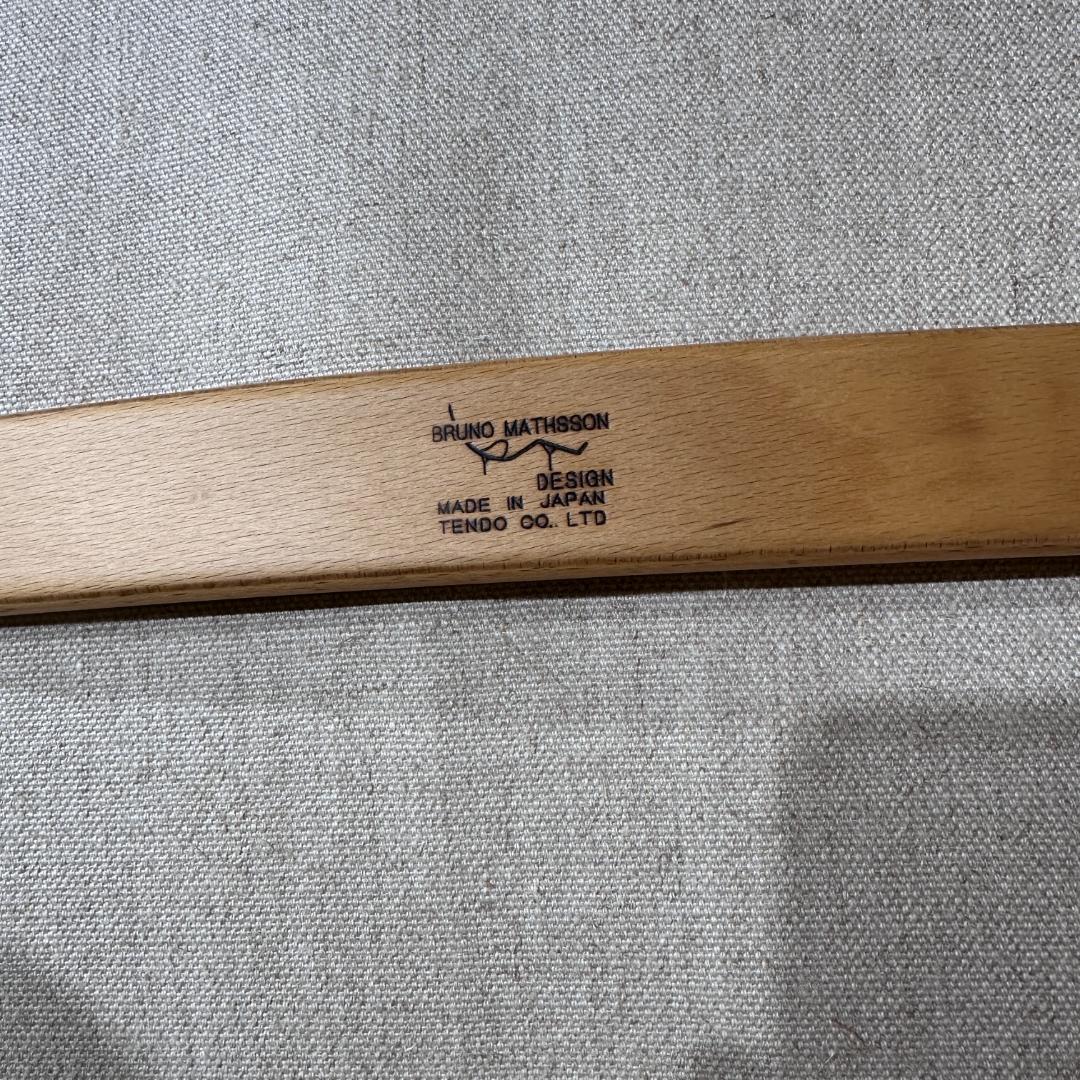 BRUNO MATHSSON
DESIGN
MADE IN JAPAN
TENDO CO., LTD